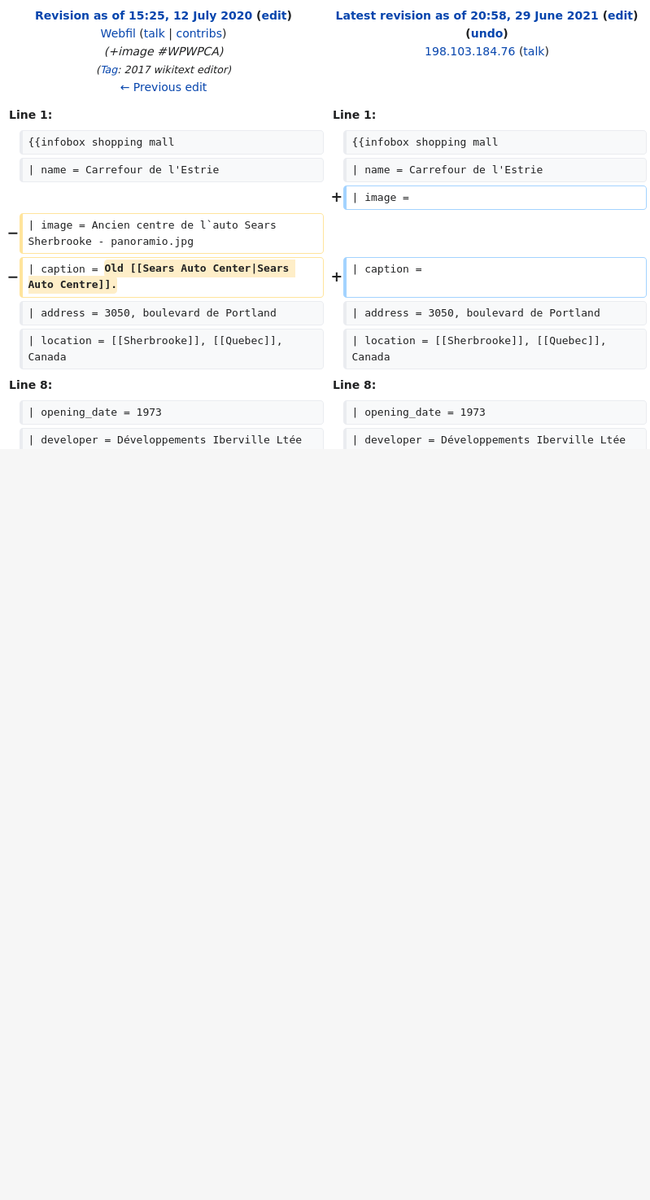 Revision as of 15:25, 12 July 2020 (edit)
Webfil (talk | contribs)
(+image #WPWPCA)
(Tag: 2017 wikitext editor)
← Previous edit
Latest revision as of 20:58, 29 June 2021 (edit)
(undo)
198.103.184.76 (talk)
Line 1:
Line 1:
{{infobox shopping mall
{{infobox shopping mall
| name = Carrefour de l'Estrie
| name = Carrefour de l'Estrie
+ | image =
− | image = Ancien centre de l`auto Sears
Sherbrooke - panoramio.jpg
− | caption = Old [[Sears Auto Center|Sears
Auto Centre]].
+ | caption =
| address = 3050, boulevard de Portland
| address = 3050, boulevard de Portland
| location = [[Sherbrooke]], [[Quebec]],
Canada
| location = [[Sherbrooke]], [[Quebec]],
Canada
Line 8:
Line 8:
| opening_date = 1973
| opening_date = 1973
| developer = Développements Iberville Ltée
| developer = Développements Iberville Ltée